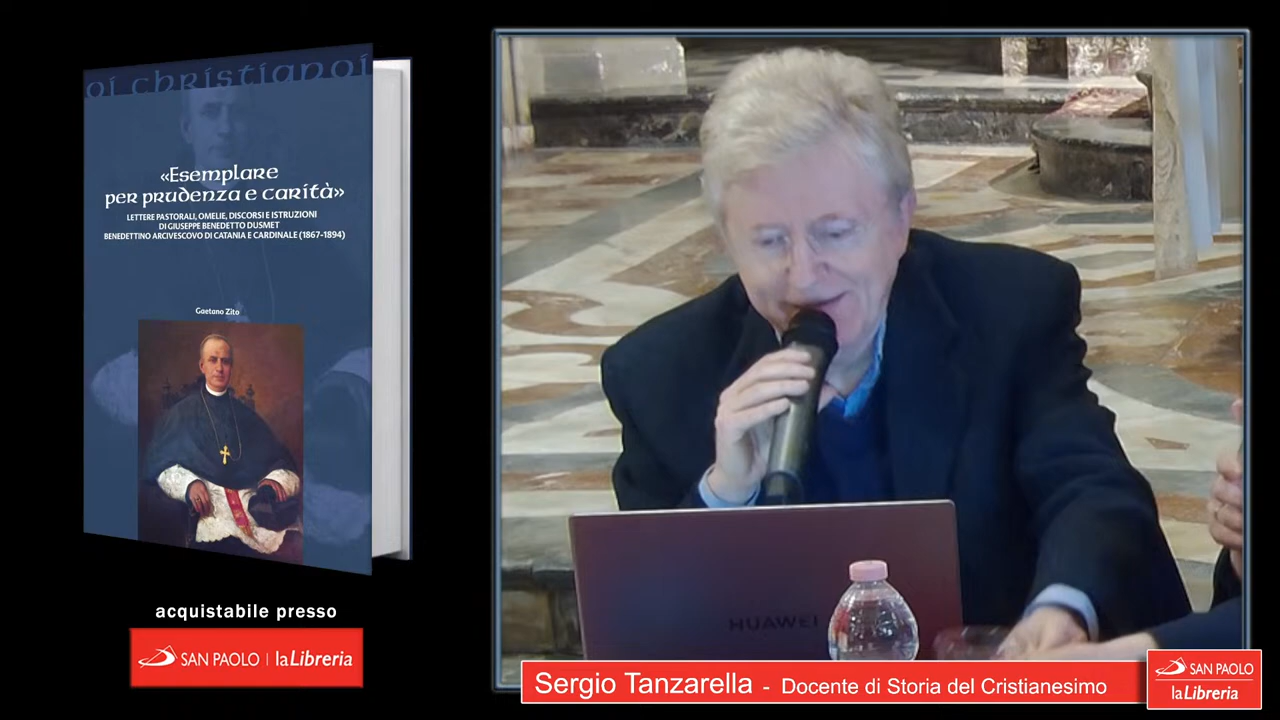 oi christianoi
«Esemplare
per prudenza e carità»
LETTERE PASTORALI, OMELIE, DISCORSI E ISTRUZIONI
DI GIUSEPPE BENEDETTO DUSMET
BENEDETTINO ARCIVESCOVO DI CATANIA E CARDINALE (1867-1894)
Gaetano Zito
acquistabile presso
SAN PAOLO | laLibreria
HUAWEI
Sergio Tanzarella - Docente di Storia del Cristianesimo
SAN PAOLO
laLibreria